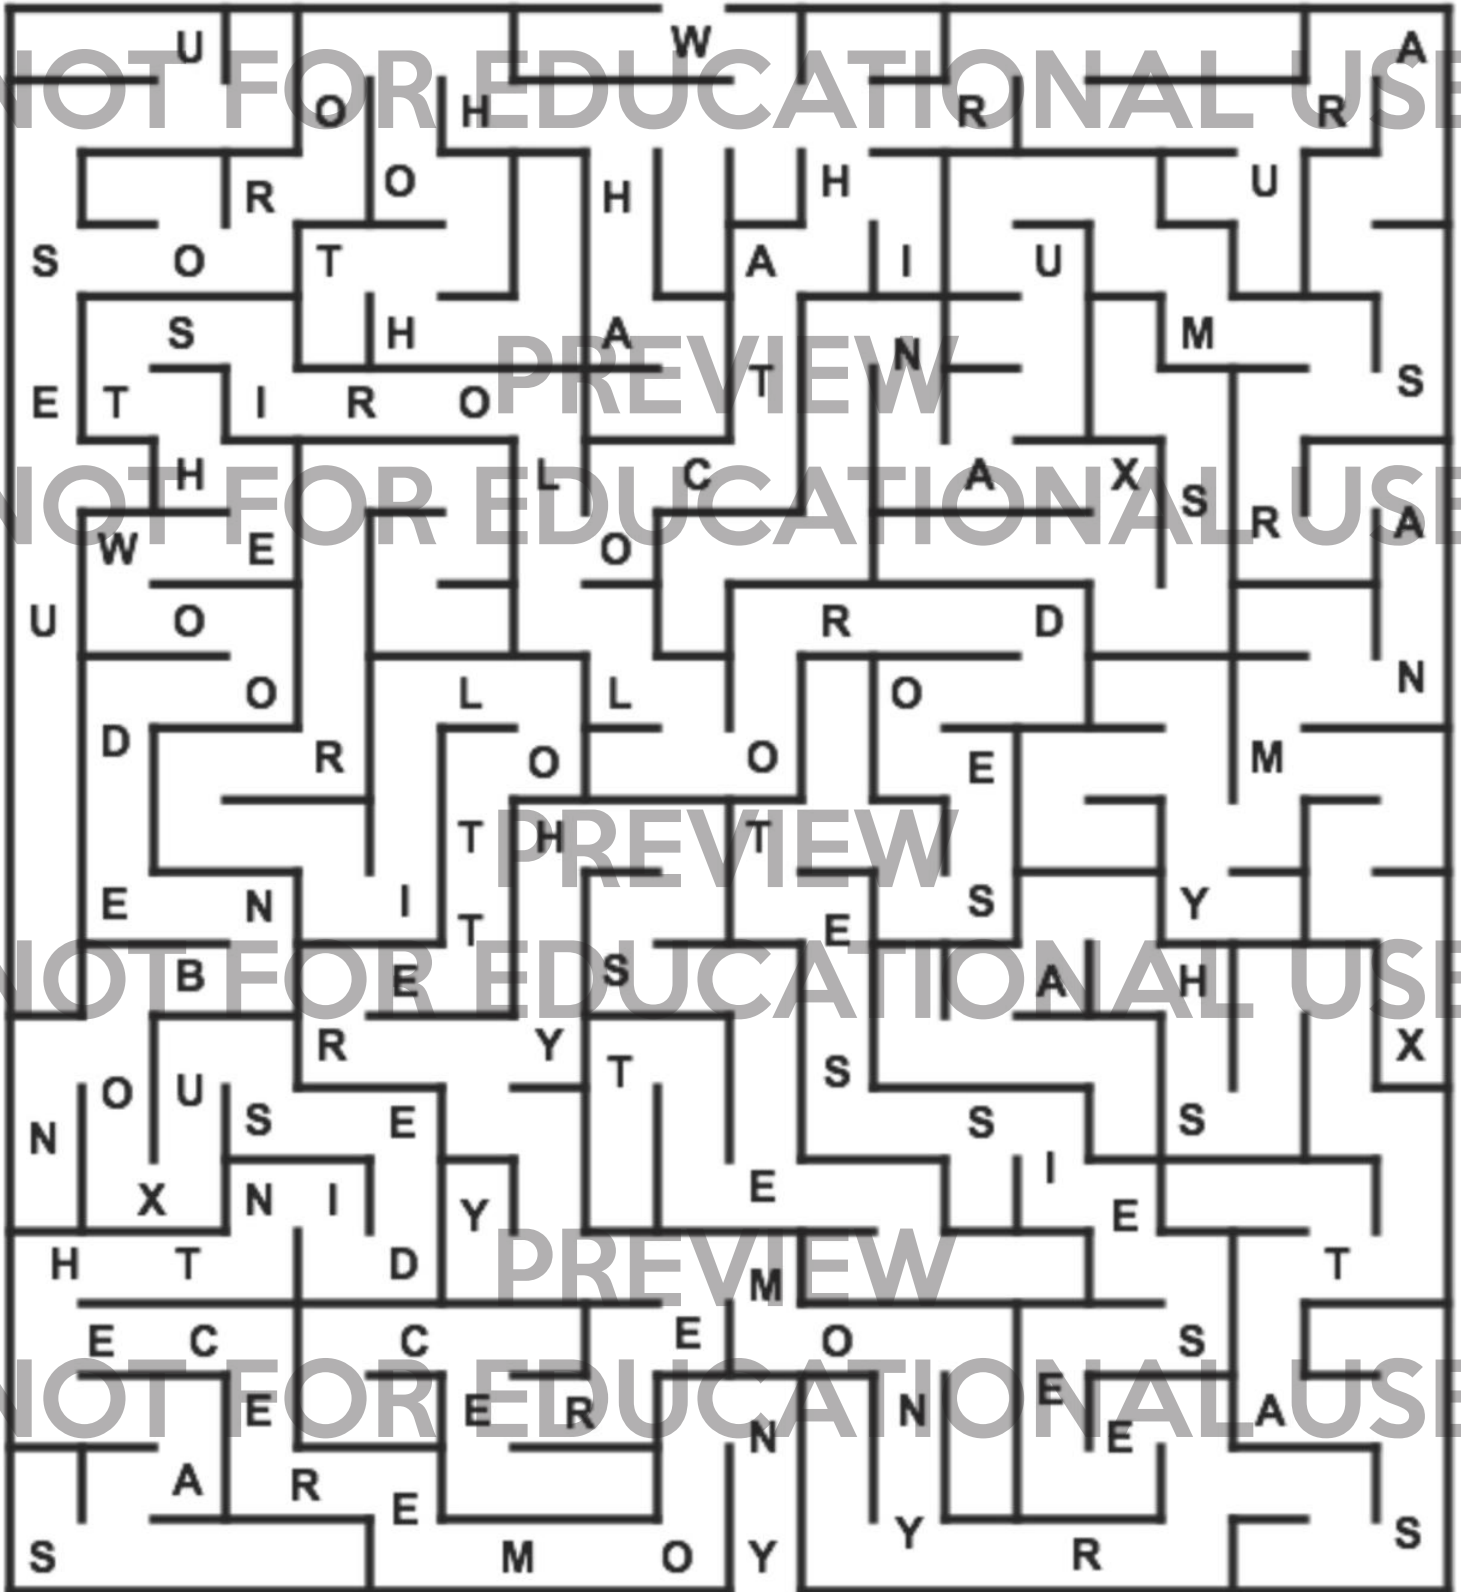 U W A
O H R R
R O H H U
S O T A I U
S H A N M
E T I R O T S
H L C A X S
W E O R A
U O R D
O L L O N
D R O O E M
T H T
E N I T E S Y
B E S A H
R Y T S X
O U S E S S
N I
X N I Y E E
H T D M T
E C C E O S
E E R N N E E A
A R E
S M O Y Y R S
NOT FOR EDUCATIONAL USE
PREVIEW
NOT FOR EDUCATIONAL USE
PREVIEW
NOT FOR EDUCATIONAL USE
PREVIEW
NOT FOR EDUCATIONAL USE